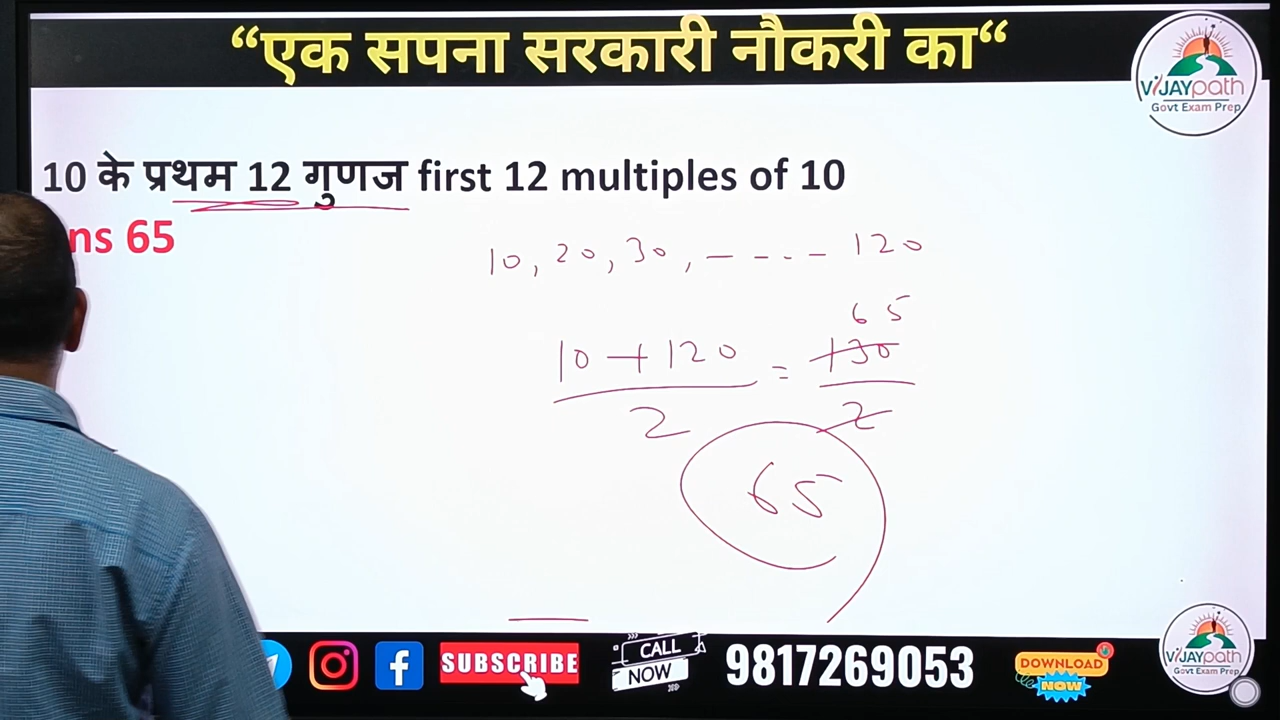 “एक सपना सरकारी नौकरी का“
VIJAYpath
Govt Exam Prep
10 के प्रथम 12 गुणज first 12 multiples of 10
ns 65
10, 20, 30, – - - - 120
65
10 + 120 = 130
2 2
65
SUBSCRIBE
CALL
NOW
9817269053
DOWNLOAD
NOW
VIJAYpath
Govt Exam Prep